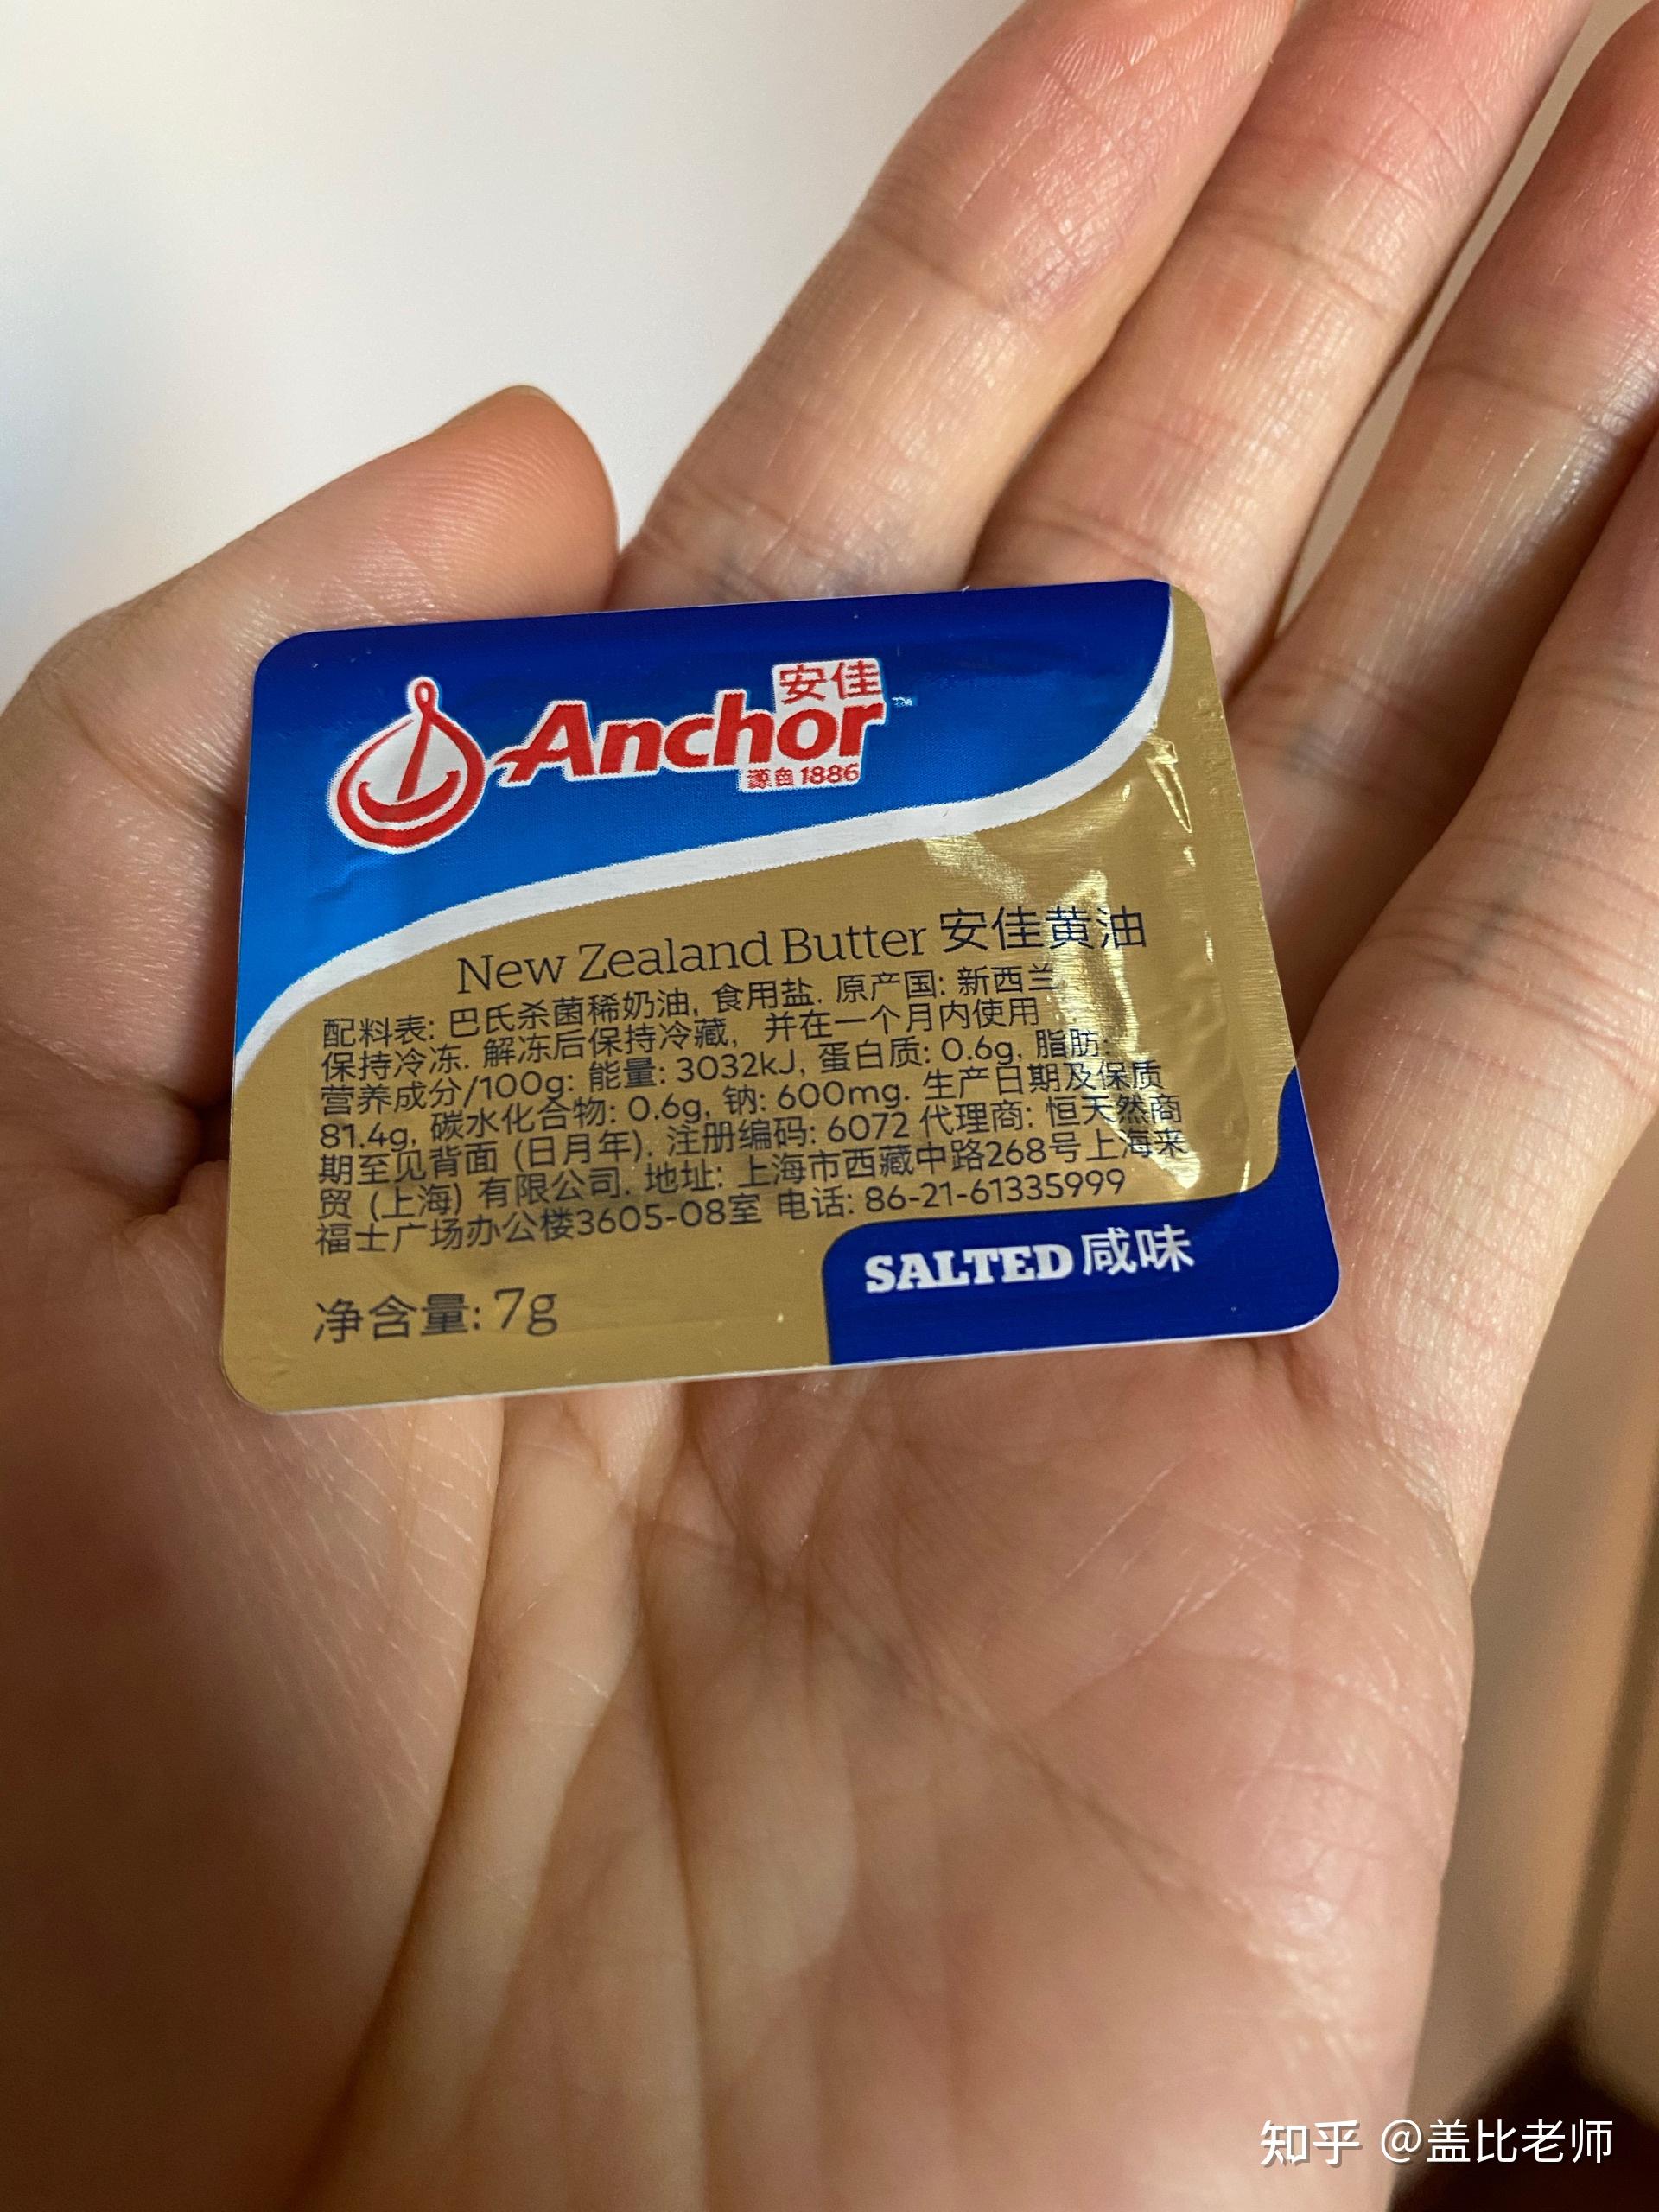 安佳
Anchor
源自1886
New Zealand Butter 安佳黄油
配料表: 巴氏杀菌稀奶油, 食用盐. 原产国: 新西兰
保持冷冻. 解冻后保持冷藏, 并在一个月内使用
营养成分/100g: 能量: 3032kJ, 蛋白质: 0.6g, 脂肪:
81.4g, 碳水化合物: 0.6g, 钠: 600mg. 生产日期及保质
期至见背面 (日月年). 注册编码: 6072 代理商: 恒天然商
贸 (上海) 有限公司. 地址: 上海市西藏中路268号上海来
福士广场办公楼3605-08室 电话: 86-21-61335999
净含量: 7g
SALTED 咸味
知乎 @盖比老师